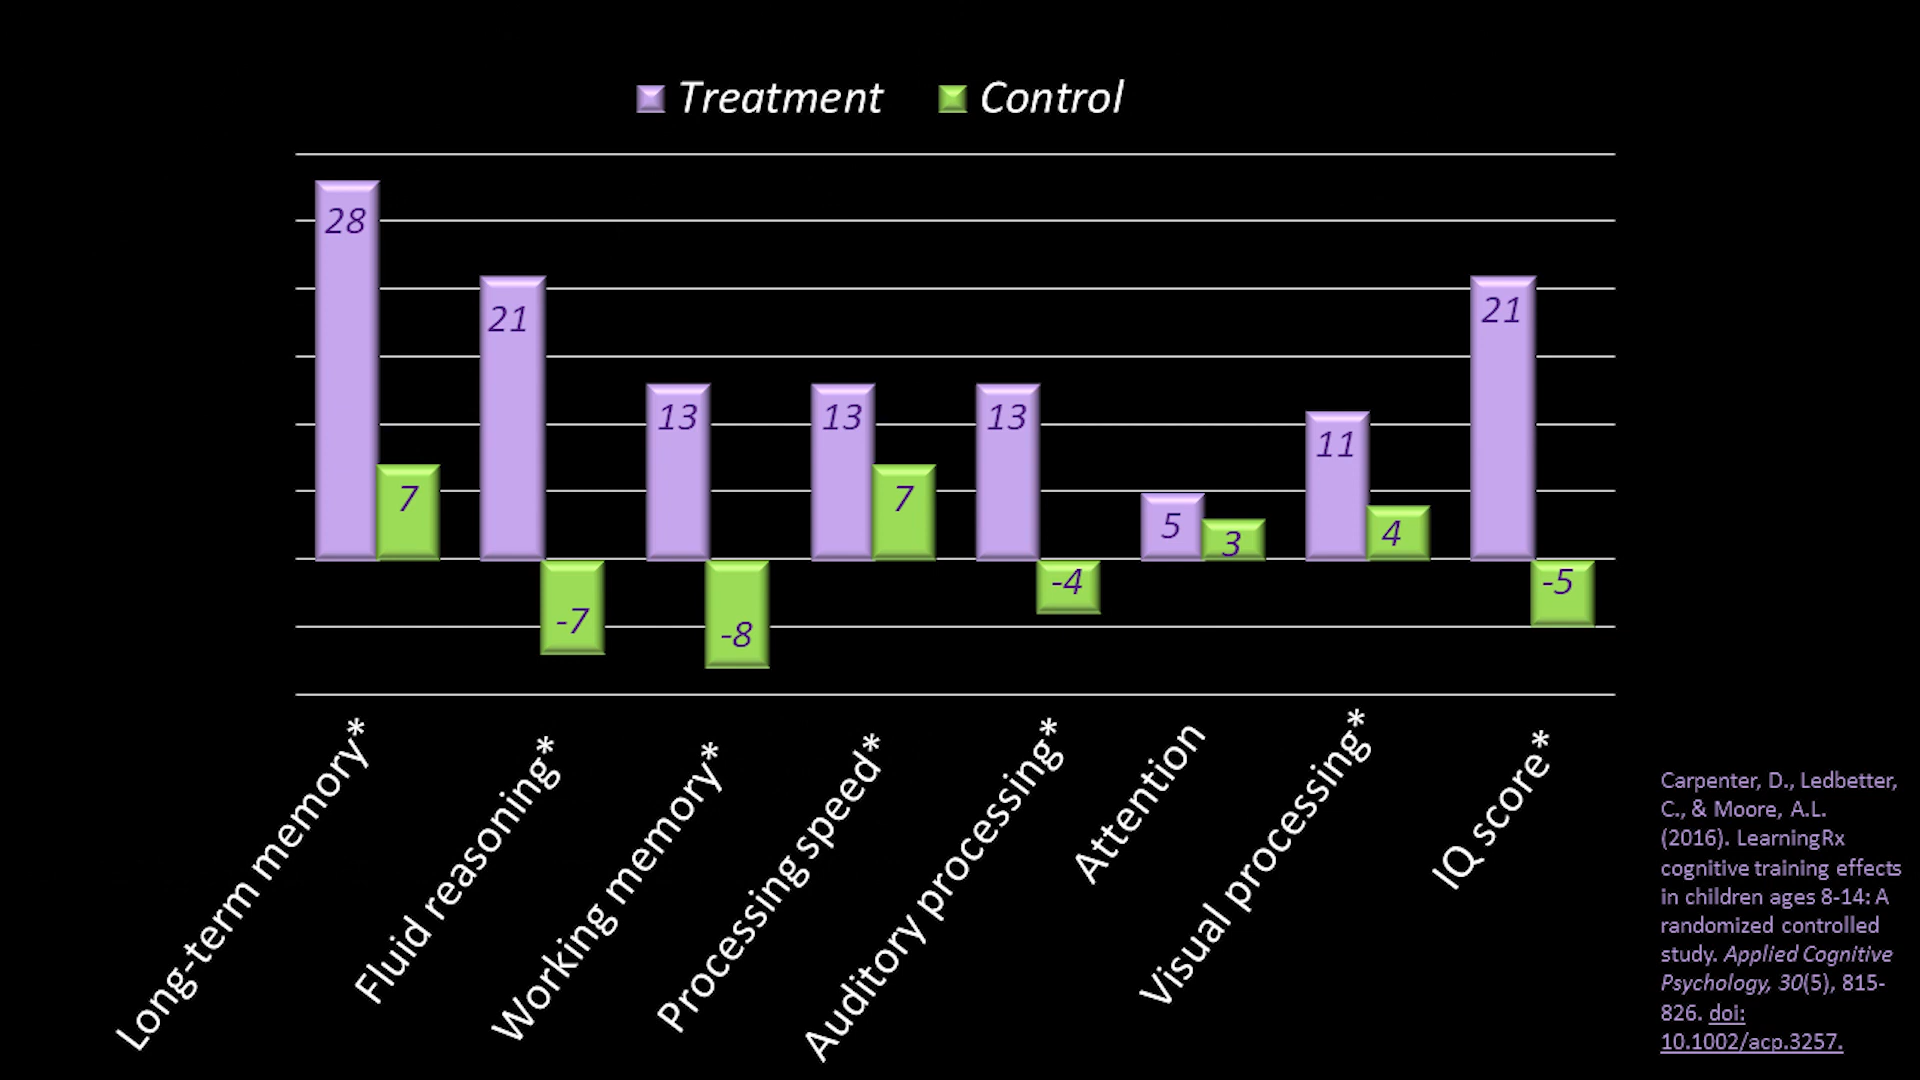 Treatment Control
28
21
21
13
13
13
11
7
7
5
3
4
-7
-8
-4
-5
Long-term memory*
Fluid reasoning*
Working memory*
Processing speed*
Auditory processing*
Attention
Visual processing*
IQ score*
Carpenter, D., Ledbetter,
C., & Moore, A.L.
(2016). LearningRx
cognitive training effects
in children ages 8-14: A
randomized controlled
study. Applied Cognitive
Psychology, 30(5), 815-
826. doi:
10.1002/acp.3257.